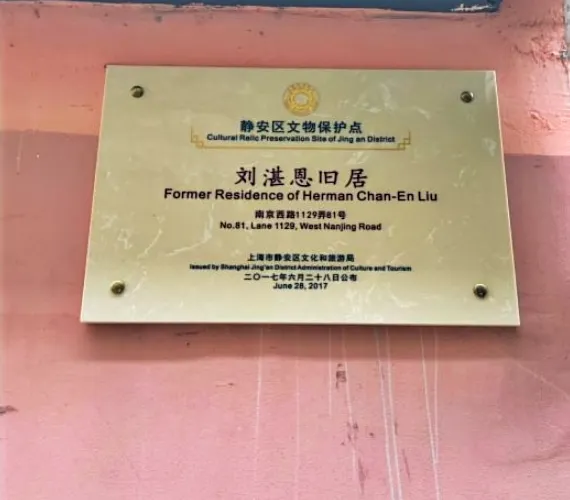 静安区文物保护点
Cultural Relic Preservation Site of Jing an District
刘湛恩旧居
Former Residence of Herman Chan-En Liu
南京西路1129弄81号
No.81, Lane 1129, West Nanjing Road
上海市静安区文化和旅游局
Issued by Shanghai Jing'an District Administration of Culture and Tourism
二〇一七年六月二十八日公布
June 28, 2017